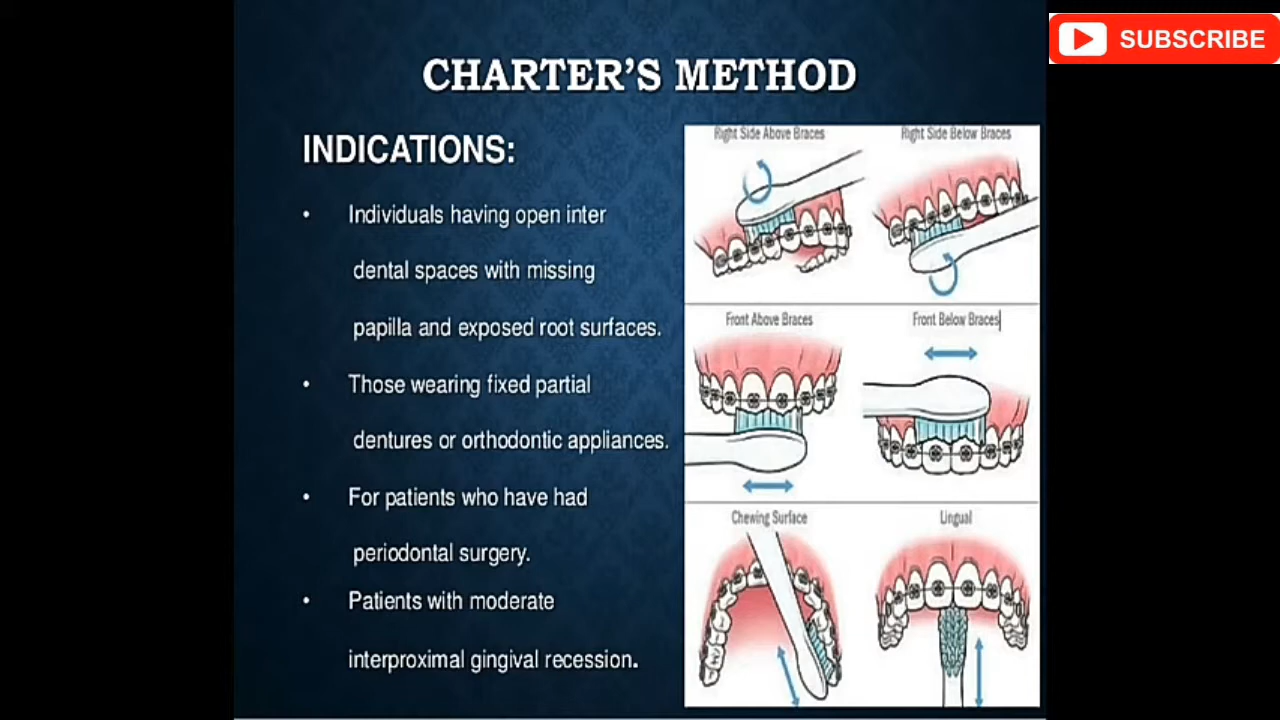 SUBSCRIBE
CHARTER'S METHOD
INDICATIONS:
• Individuals having open inter
dental spaces with missing
papilla and exposed root surfaces.
• Those wearing fixed partial
dentures or orthodontic appliances.
• For patients who have had
periodontal surgery.
• Patients with moderate
interproximal gingival recession.
Right Side Above Braces
Right Side Below Braces
Front Above Braces
Front Below Braces
Chewing Surface
Lingual